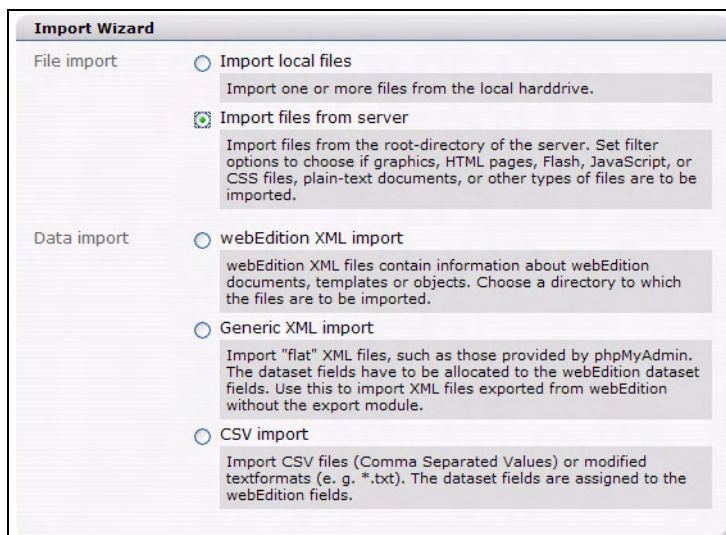 Import Wizard
File import
Import local files
Import one or more files from the local harddrive.
Import files from server
Import files from the root-directory of the server. Set filter
options to choose if graphics, HTML pages, Flash, JavaScript, or
CSS files, plain-text documents, or other types of files are to be
imported.
Data import
webEdition XML import
webEdition XML files contain information about webEdition
documents, templates or objects. Choose a directory to which
the files are to be imported.
Generic XML import
Import "flat" XML files, such as those provided by phpMyAdmin.
The dataset fields have to be allocated to the webEdition dataset
fields. Use this to import XML files exported from webEdition
without the export module.
CSV import
Import CSV files (Comma Separated Values) or modified
textformats (e. g. *.txt). The dataset fields are assigned to the
webEdition fields.